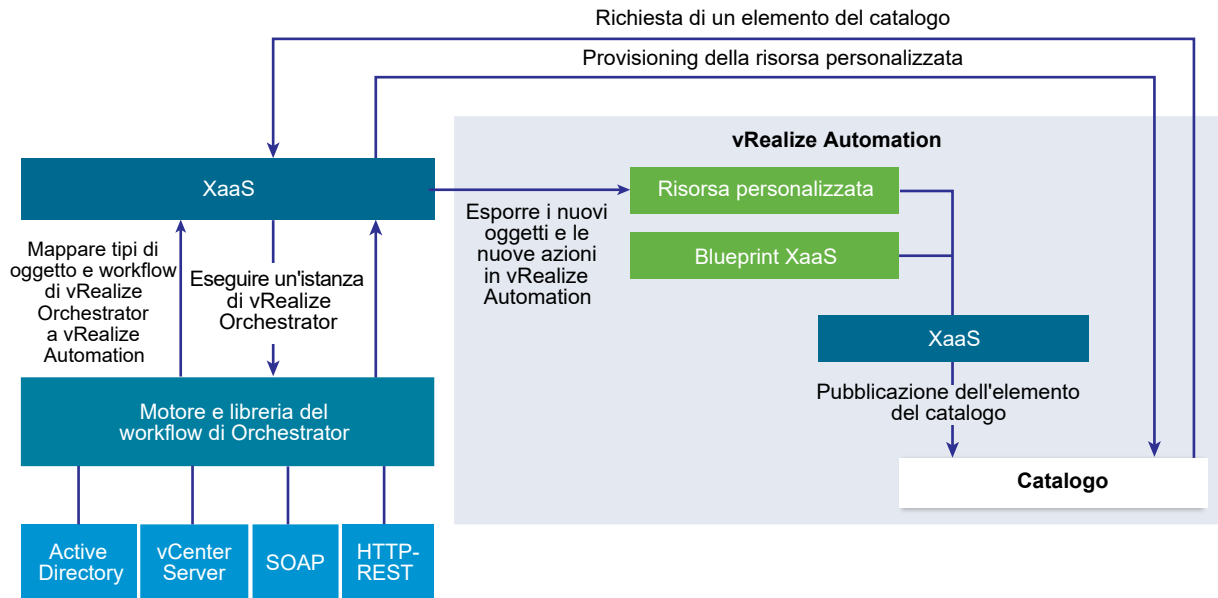 Richiesta di un elemento del catalogo
Provisioning della risorsa personalizzata
vRealize Automation
XaaS
Risorsa personalizzata
Esporre i nuovi
oggetti e le
nuove azioni
in vRealize
Automation
Blueprint XaaS
Mappare tipi di
oggetto e workflow
di vRealize
Orchestrator
a vRealize
Automation
Eseguire un'istanza
di vRealize
Orchestrator
XaaS
Pubblicazione dell'elemento
del catalogo
Motore e libreria del
workflow di Orchestrator
Catalogo
Active
Directory
vCenter
Server
SOAP
HTTP-
REST